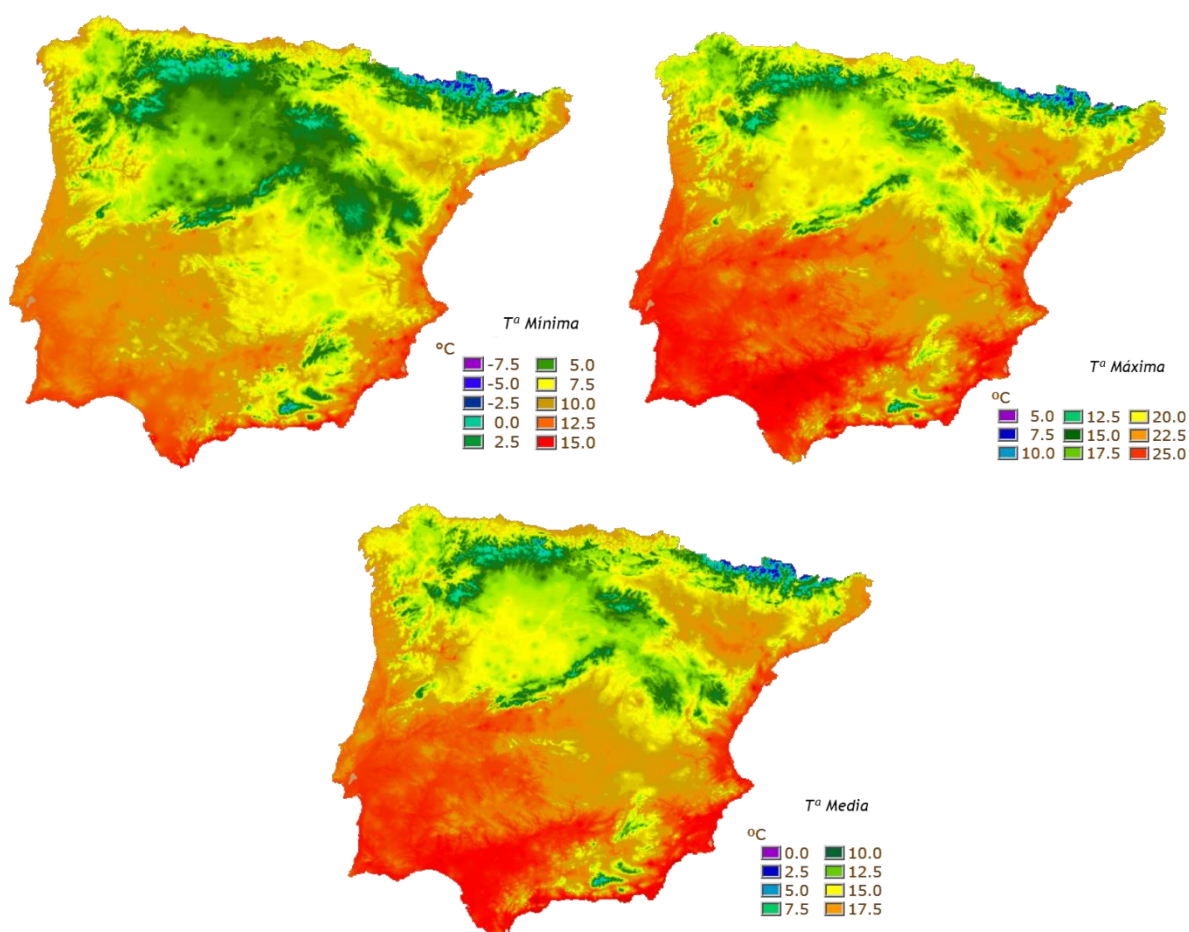 Tª Mínima
°C
-7.5 5.0
-5.0 7.5
-2.5 10.0
0.0 12.5
2.5 15.0
Tª Máxima
ºC
5.0 12.5 20.0
7.5 15.0 22.5
10.0 17.5 25.0
Tª Media
ºC
0.0 10.0
2.5 12.5
5.0 15.0
7.5 17.5